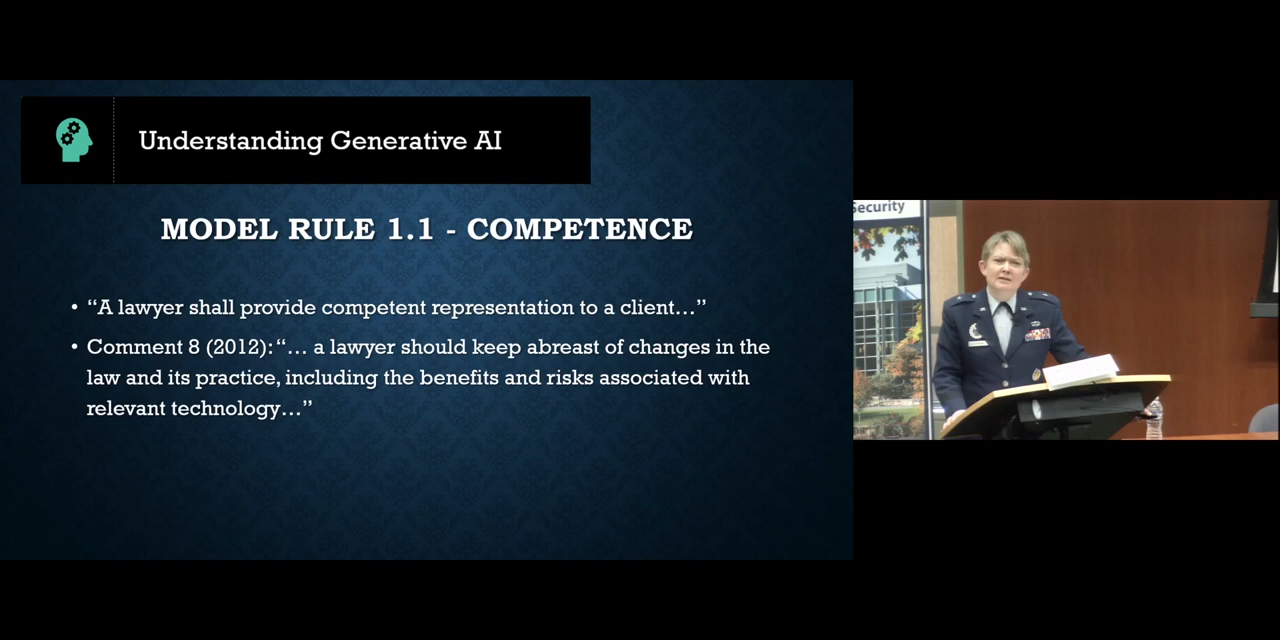 Understanding Generative AI
MODEL RULE 1.1 - COMPETENCE
• “A lawyer shall provide competent representation to a client…”
• Comment 8 (2012): “… a lawyer should keep abreast of changes in the
law and its practice, including the benefits and risks associated with
relevant technology…”
Security